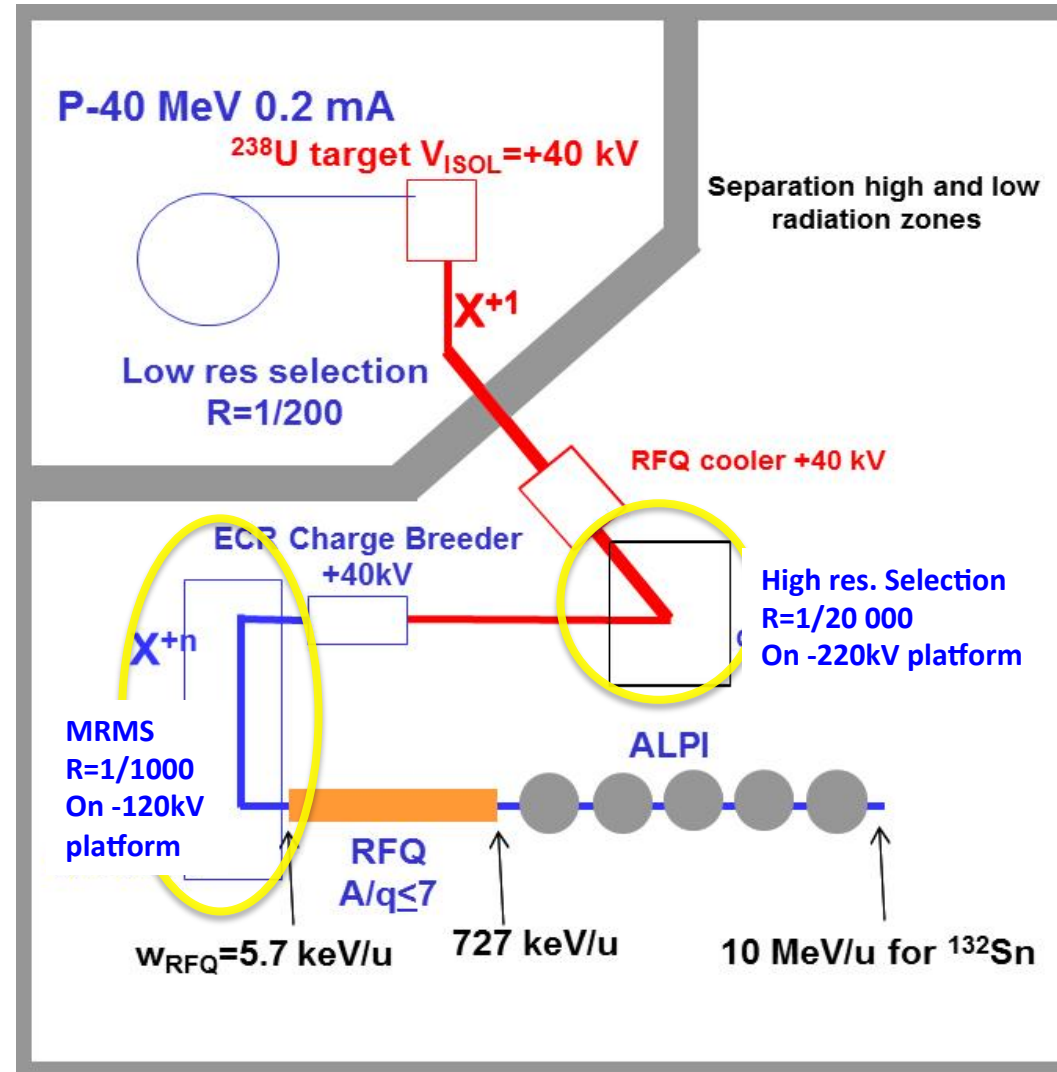 P-40 MeV 0.2 mA
²³⁸U target V_ISOL=+40 kV
Separation high and low
radiation zones
X⁺¹
Low res selection
R=1/200
RFQ cooler +40 kV
ECR Charge Breeder
+40kV
High res. Selection
R=1/20 000
On -220kV platform
X⁺ⁿ
MRMS
R=1/1000
On -120kV
platform
ALPI
RFQ
A/q≤7
w_RFQ=5.7 keV/u
727 keV/u
10 MeV/u for ¹³²Sn